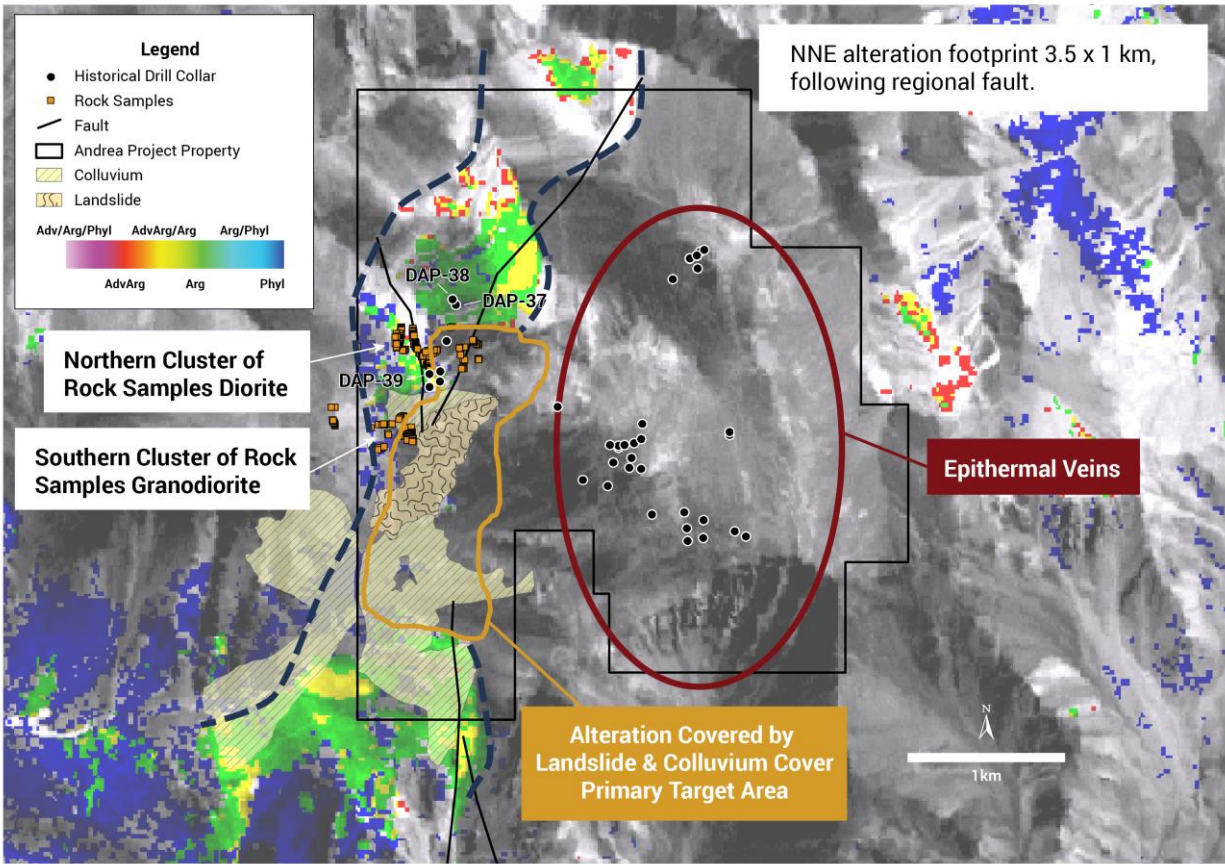 Legend
Historical Drill Collar
Rock Samples
Fault
Andrea Project Property
Colluvium
Landslide
Adv/Arg/Phyl AdvArg/Arg Arg/Phyl
AdvArg Arg Phyl
NNE alteration footprint 3.5 x 1 km,
following regional fault.
DAP-38
DAP-37
Northern Cluster of
Rock Samples Diorite
DAP-39
Southern Cluster of Rock
Samples Granodiorite
Epithermal Veins
Alteration Covered by
Landslide & Colluvium Cover
Primary Target Area
N
1km